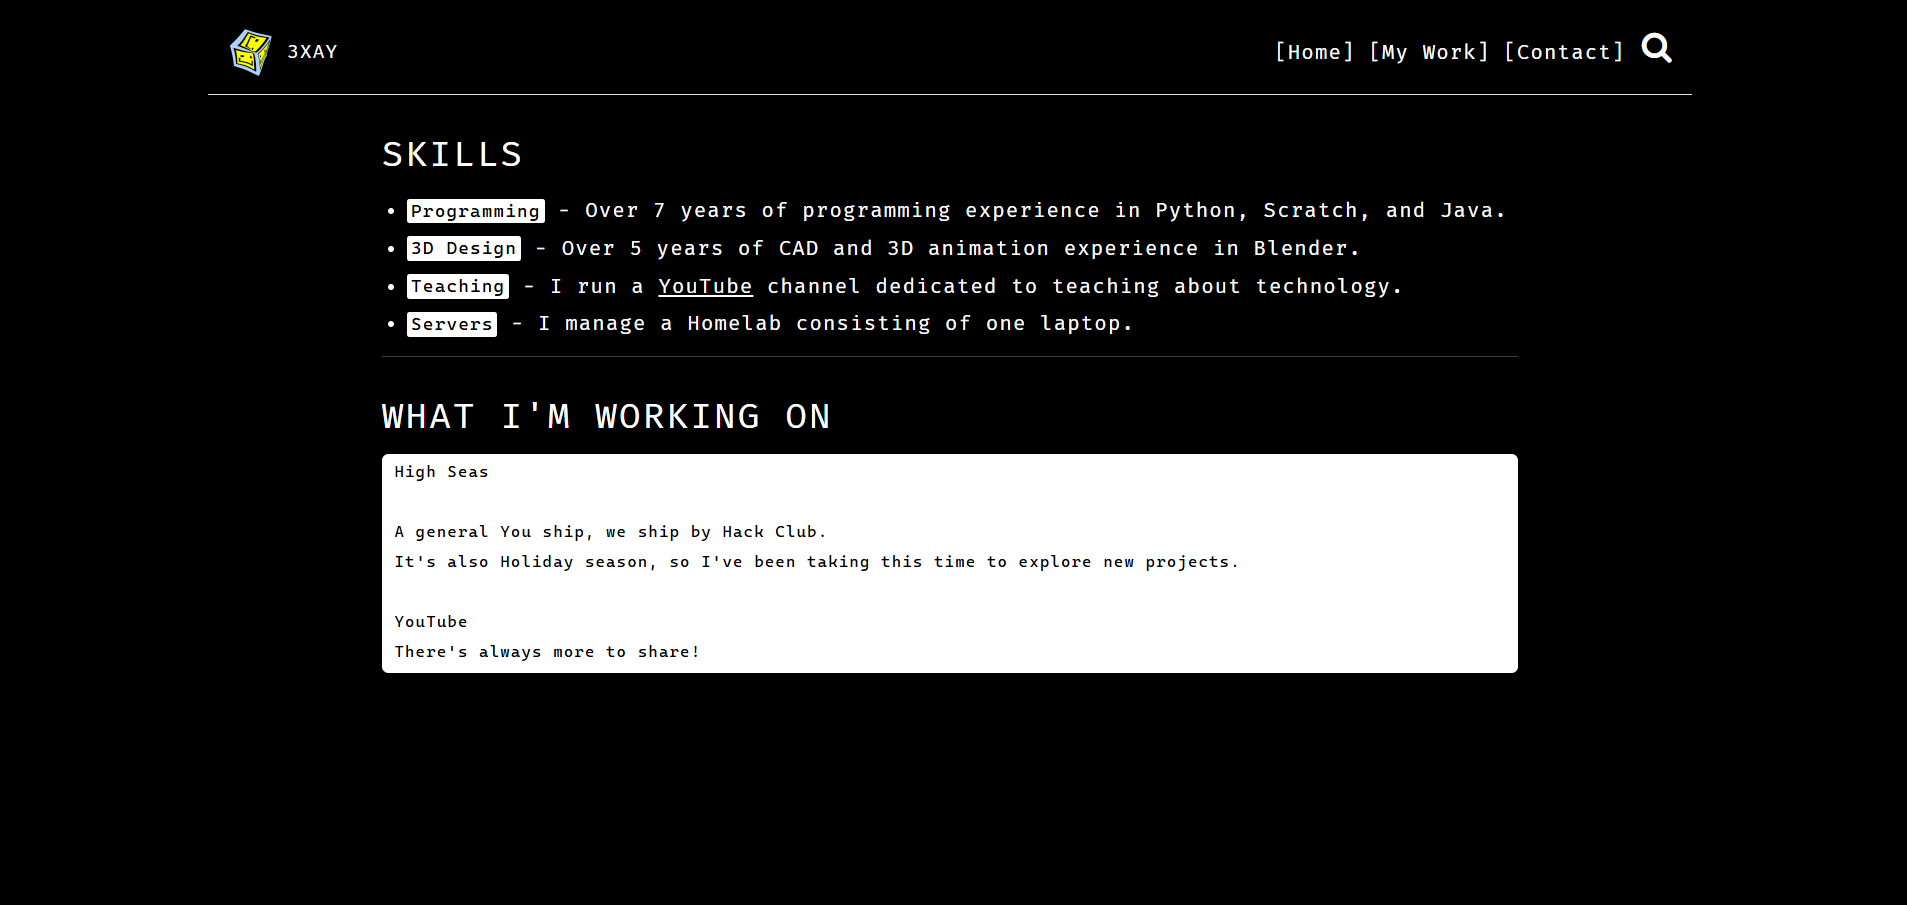 3XAY
[Home] [My Work] [Contact]
SKILLS
• Programming - Over 7 years of programming experience in Python, Scratch, and Java.
• 3D Design - Over 5 years of CAD and 3D animation experience in Blender.
• Teaching - I run a YouTube channel dedicated to teaching about technology.
• Servers - I manage a Homelab consisting of one laptop.
WHAT I'M WORKING ON
High Seas
A general You ship, we ship by Hack Club.
It's also Holiday season, so I've been taking this time to explore new projects.
YouTube
There's always more to share!